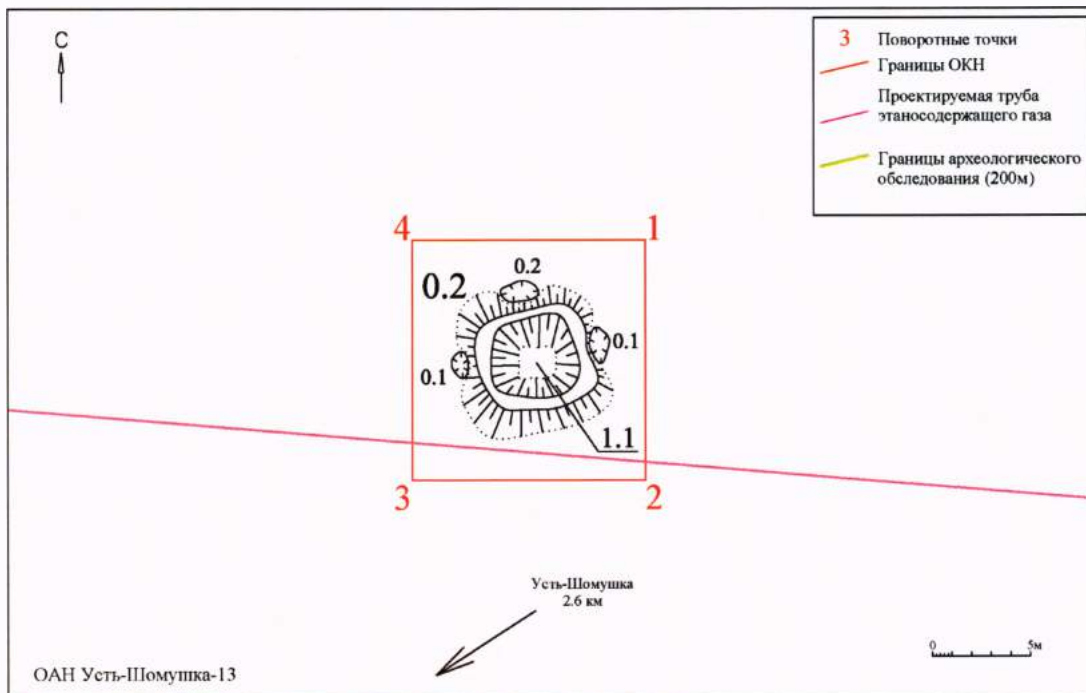 С
3 Поворотные точки
Границы ОКН
Проектируемая труба
этаносодержащего газа
Границы археологического
обследования (200м)
4
1
0.2
0.2
0.1
0.1
1.1
3
2
Усть-Шомушка
2.6 км
ОАН Усть-Шомушка-13
0 5м